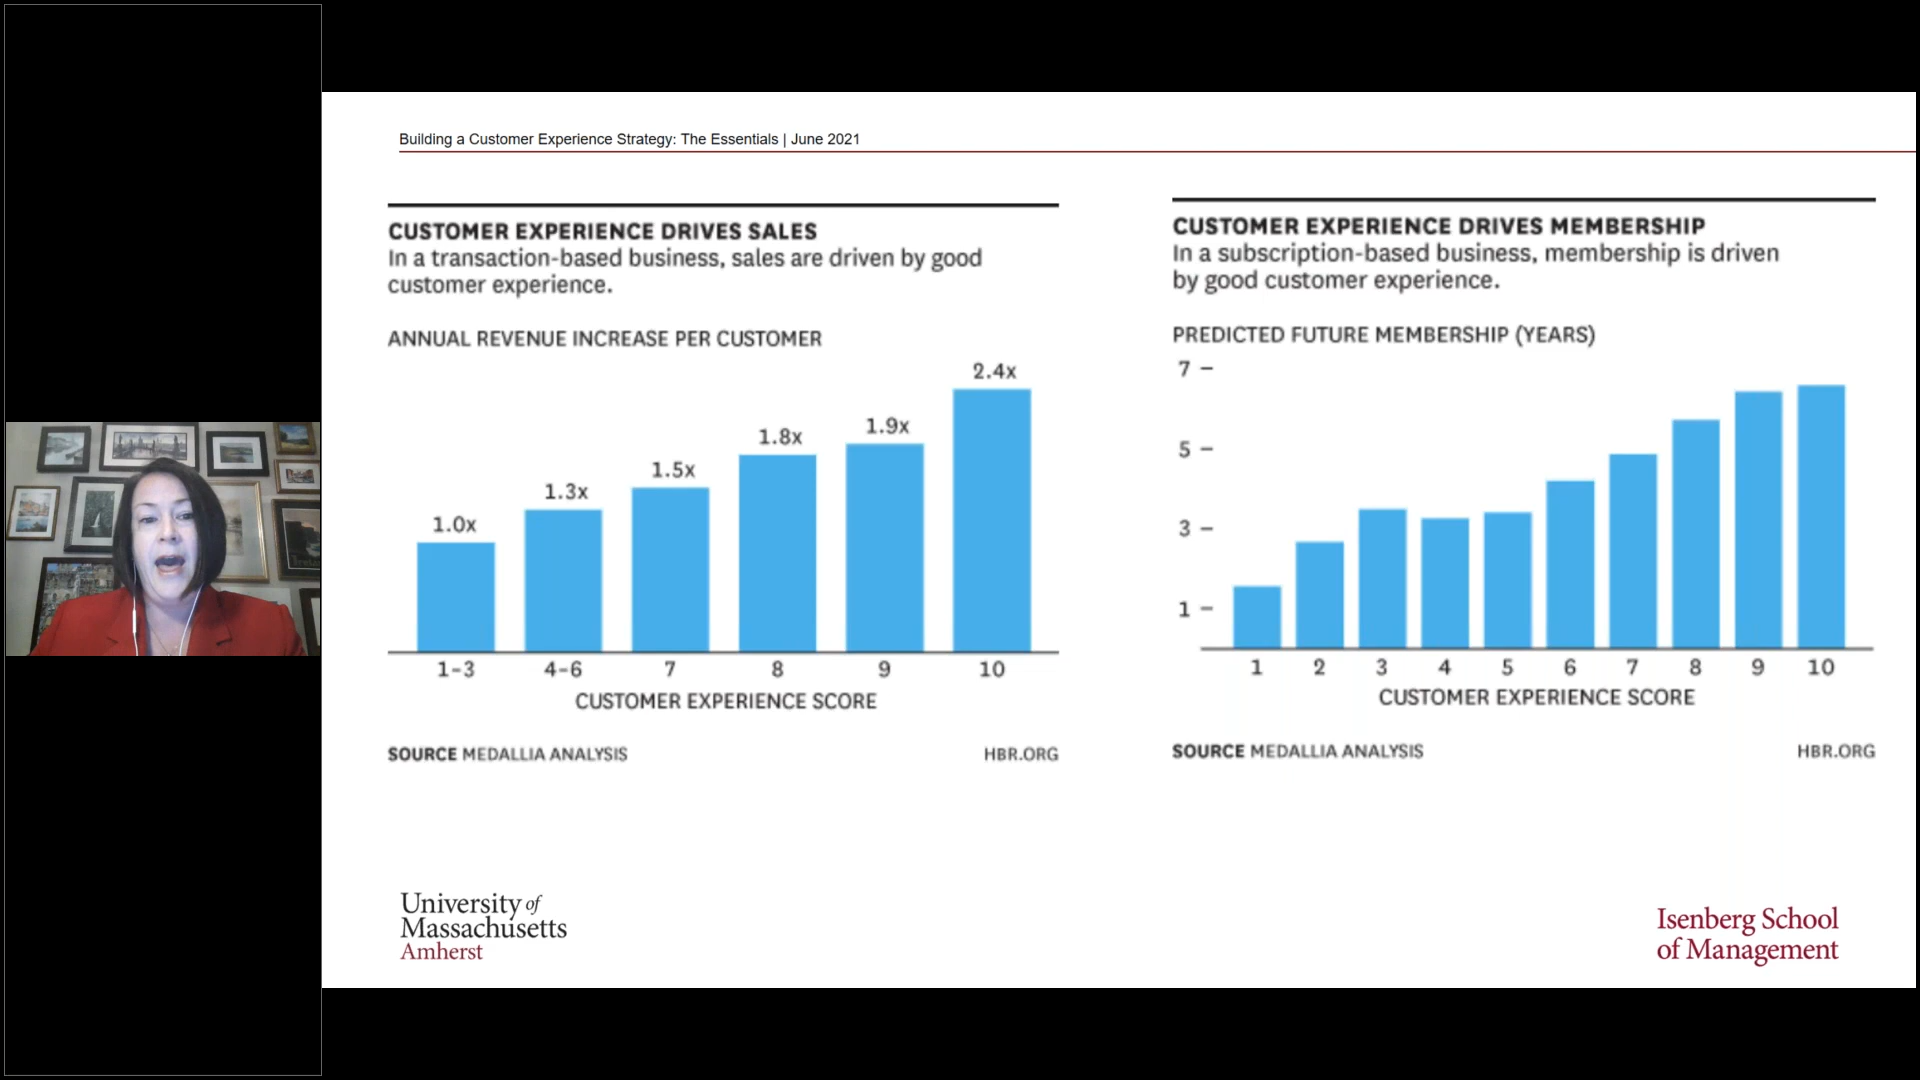 Building a Customer Experience Strategy: The Essentials | June 2021
CUSTOMER EXPERIENCE DRIVES SALES
In a transaction-based business, sales are driven by good
customer experience.
ANNUAL REVENUE INCREASE PER CUSTOMER
1.0x
1.3x
1.5x
1.8x
1.9x
2.4x
1-3 4-6 7 8 9 10
CUSTOMER EXPERIENCE SCORE
SOURCE MEDALLIA ANALYSIS
HBR.ORG
CUSTOMER EXPERIENCE DRIVES MEMBERSHIP
In a subscription-based business, membership is driven
by good customer experience.
PREDICTED FUTURE MEMBERSHIP (YEARS)
7
5
3
1
1 2 3 4 5 6 7 8 9 10
CUSTOMER EXPERIENCE SCORE
SOURCE MEDALLIA ANALYSIS
HBR.ORG
University of
Massachusetts
Amherst
Isenberg School
of Management